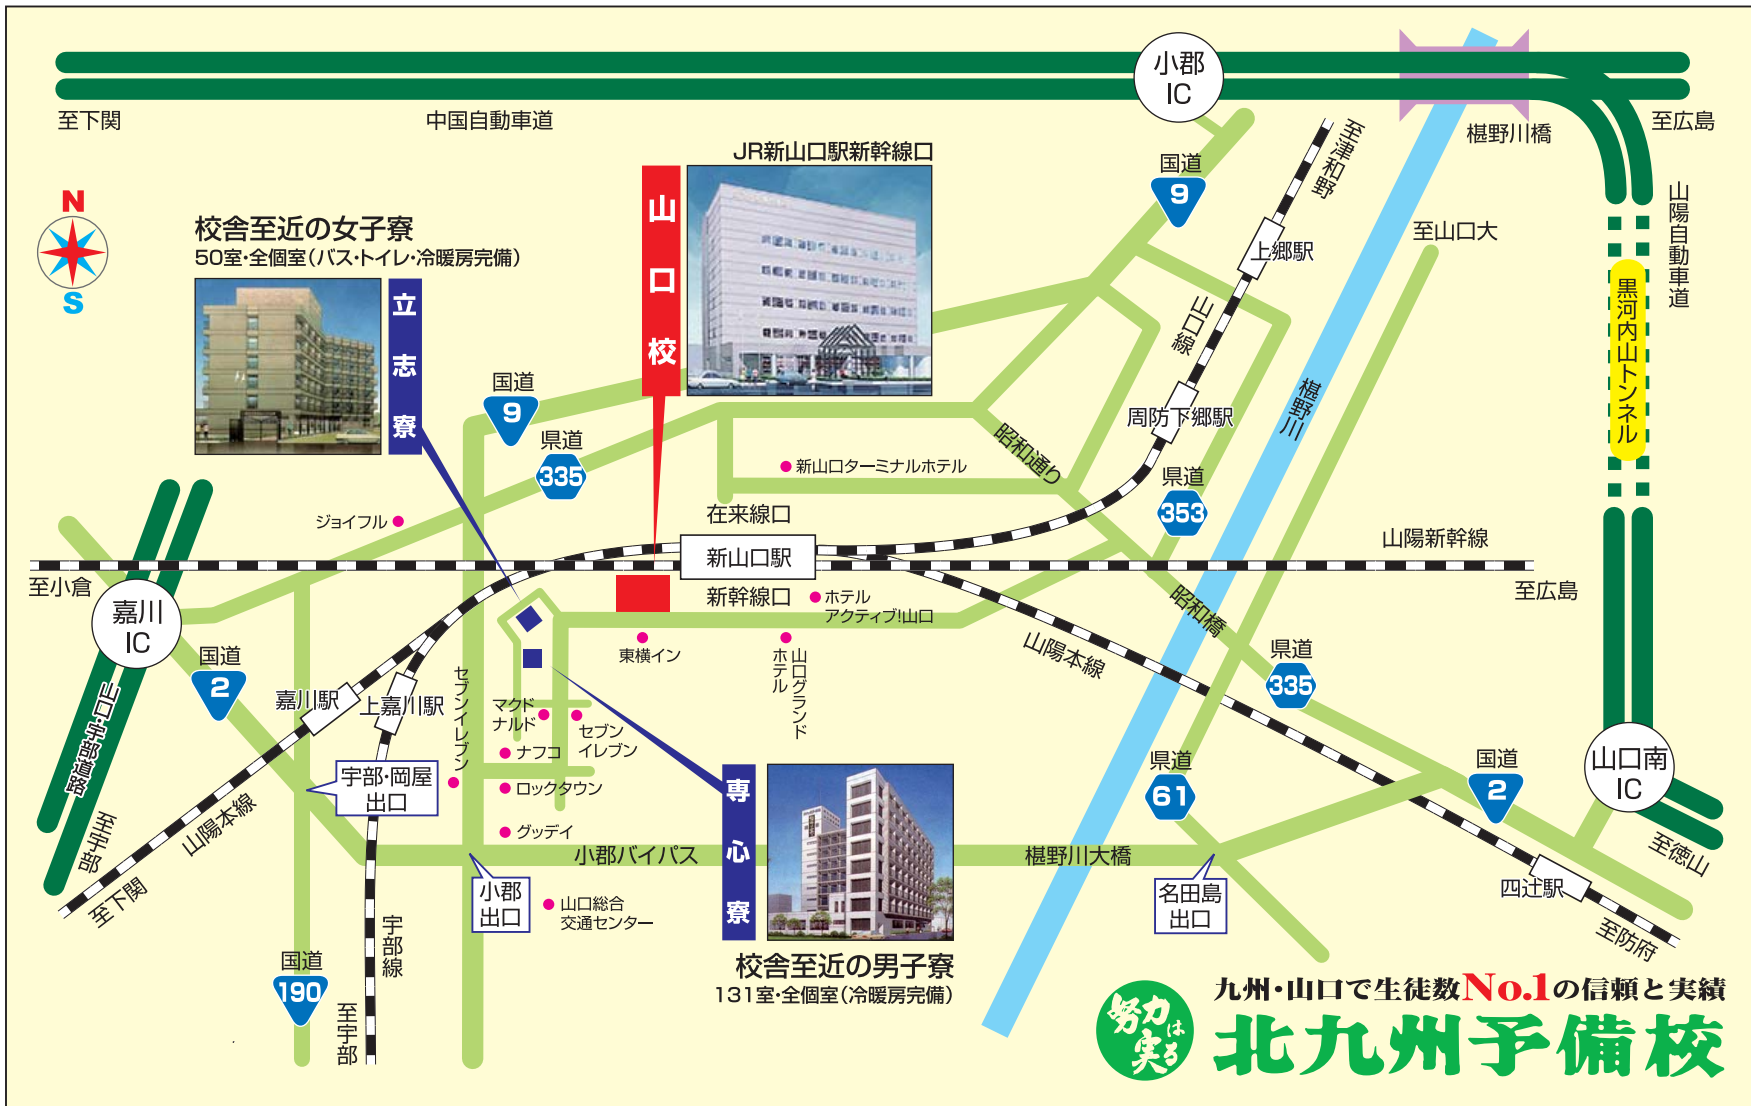 小郡
IC
至下関
中国自動車道
椹野川橋
至広島
JR新山口駅新幹線口
国道
9
至津和野
山陽自動車道
N
S
山口校
校舎至近の女子寮
50室・全個室(バス・トイレ・冷暖房完備)
立志寮
上郷駅
至山口大
黒河内山トンネル
山口線
国道
9
県道
335
周防下郷駅
椹野川
昭和通り
新山口ターミナルホテル
県道
353
ジョイフル
在来線口
新山口駅
新幹線口
山陽新幹線
至小倉
至広島
嘉川
IC
ホテル
アクティブ!山口
昭和橋
東横イン
山口グランド
ホテル
山陽本線
県道
335
国道
2
嘉川駅
上嘉川駅
セブンイレブン
マクド
ナルド
セブン
イレブン
ナフコ
ロックタウン
グッデイ
山口・宇部道路
宇部・岡屋
出口
県道
61
国道
2
山口南
IC
至宇部
山陽本線
至下関
小郡バイパス
専心寮
椹野川大橋
至徳山
小郡
出口
山口総合
交通センター
名田島
出口
四辻駅
至防府
宇部線
国道
190
至宇部
校舎至近の男子寮
131室・全個室(冷暖房完備)
九州・山口で生徒数No.1の信頼と実績
努力は実る
北九州予備校